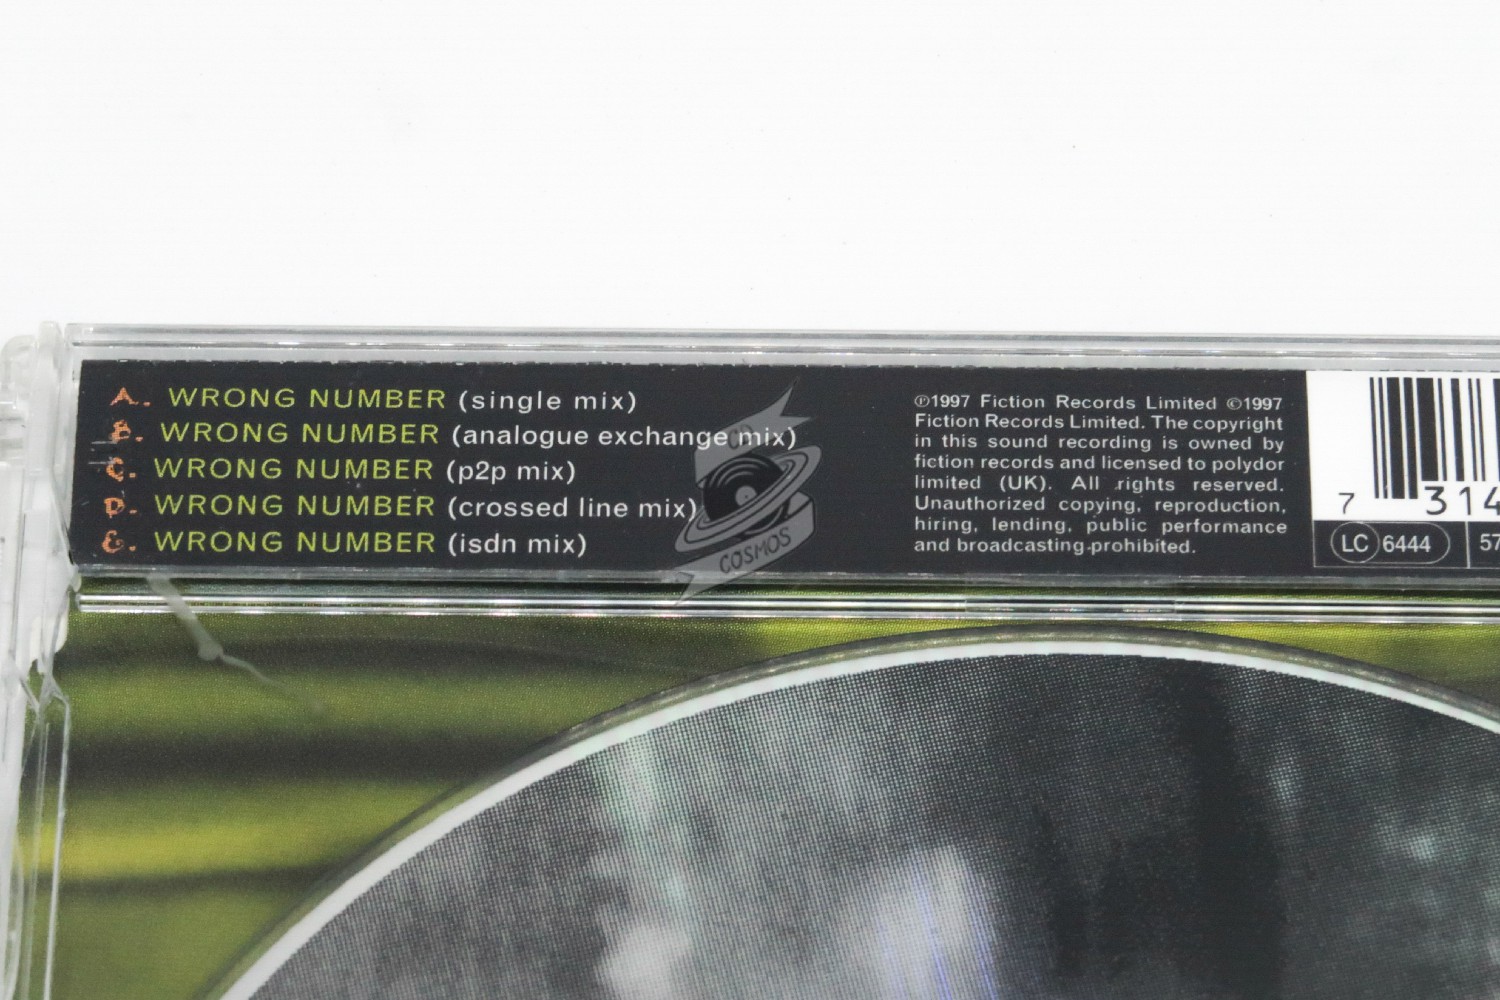 A. WRONG NUMBER (single mix)
B. WRONG NUMBER (analogue exchange mix)
C. WRONG NUMBER (p2p mix)
D. WRONG NUMBER (crossed line mix)
E. WRONG NUMBER (isdn mix)
CD
COSMOS
℗1997 Fiction Records Limited ©1997
Fiction Records Limited. The copyright
in this sound recording is owned by
fiction records and licensed to polydor
limited (UK). All rights reserved.
Unauthorized copying, reproduction,
hiring, lending, public performance
and broadcasting prohibited.
7 314
LC 6444 57